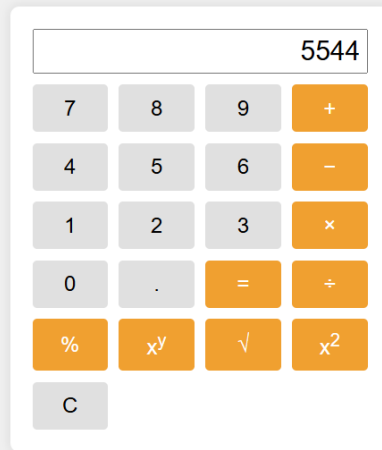 5544
7 8 9 +
4 5 6 −
1 2 3 ×
0 . = ÷
% xʸ √ x²
C